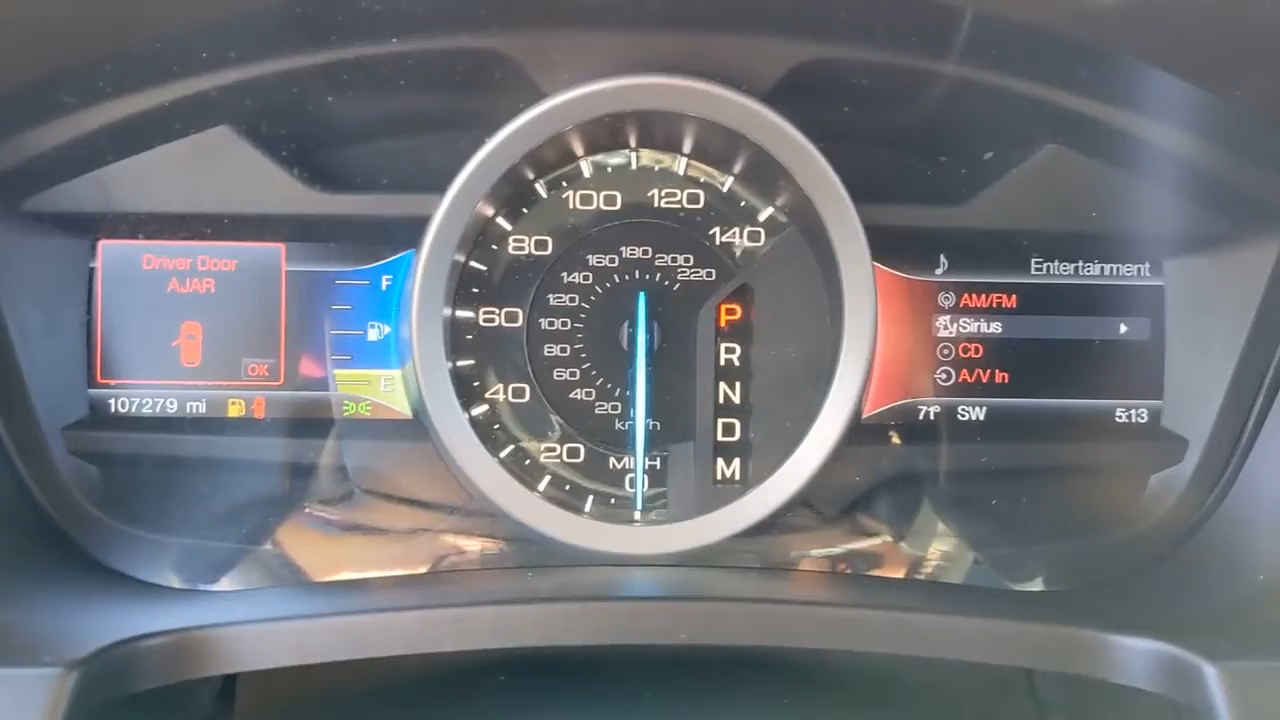 Driver Door
AJAR
OK
107279 mi
F
E
0
20
40
60
80
100
120
140
MPH
20
40
60
80
100
120
140
160
180
200
220
km/h
P
R
N
D
M
Entertainment
AM/FM
Sirius
CD
A/V In
71° SW 5:13